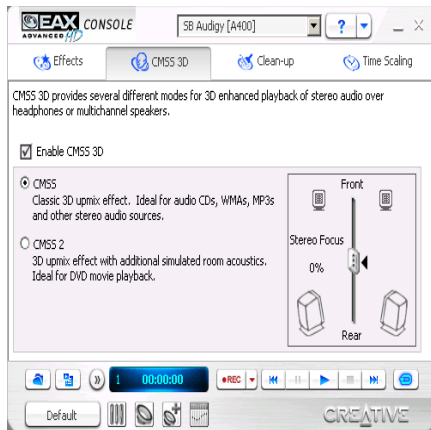 EAX CONSOLE
ADVANCED HD
SB Audigy [A400]
?
Effects
CMSS 3D
Clean-up
Time Scaling
CMSS 3D provides several different modes for 3D enhanced playback of stereo audio over
headphones or multichannel speakers.
Enable CMSS 3D
CMSS
Classic 3D upmix effect. Ideal for audio CDs, WMAs, MP3s
and other stereo audio sources.
CMSS 2
3D upmix effect with additional simulated room acoustics.
Ideal for DVD movie playback.
Front
Stereo Focus
0%
Rear
1 00:00:00
REC
Default
CREATIVE